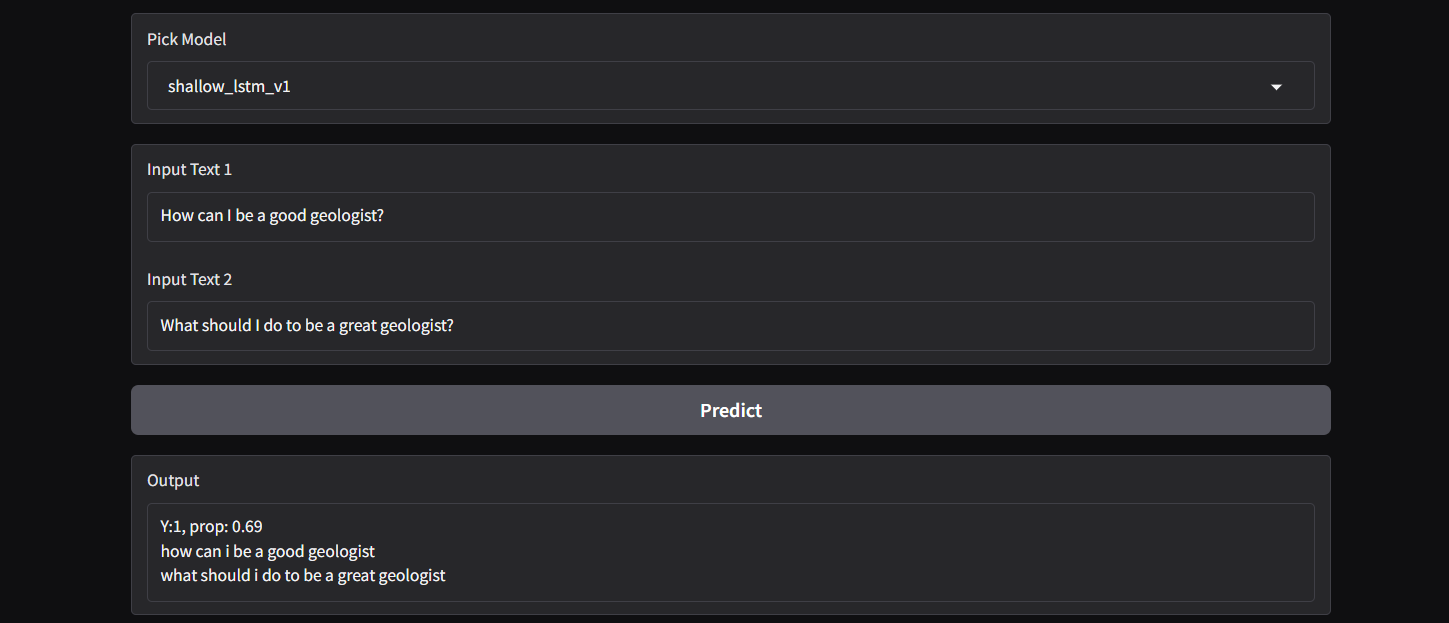 Pick Model
shallow_lstm_v1
Input Text 1
How can I be a good geologist?
Input Text 2
What should I do to be a great geologist?
Predict
Output
Y:1, prop: 0.69
how can i be a good geologist
what should i do to be a great geologist